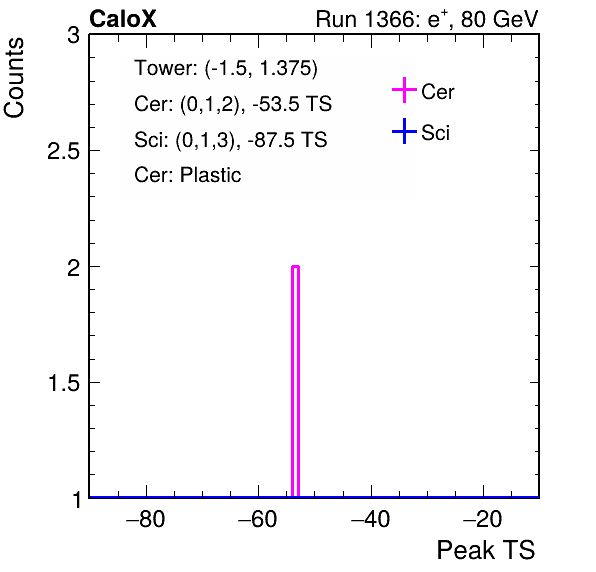 CaloX Run 1366: e⁺, 80 GeV
Counts
3
2.5
2
1.5
1
Tower: (-1.5, 1.375)
Cer: (0,1,2), -53.5 TS
Sci: (0,1,3), -87.5 TS
Cer: Plastic
Cer
Sci
−80 −60 −40 −20
Peak TS